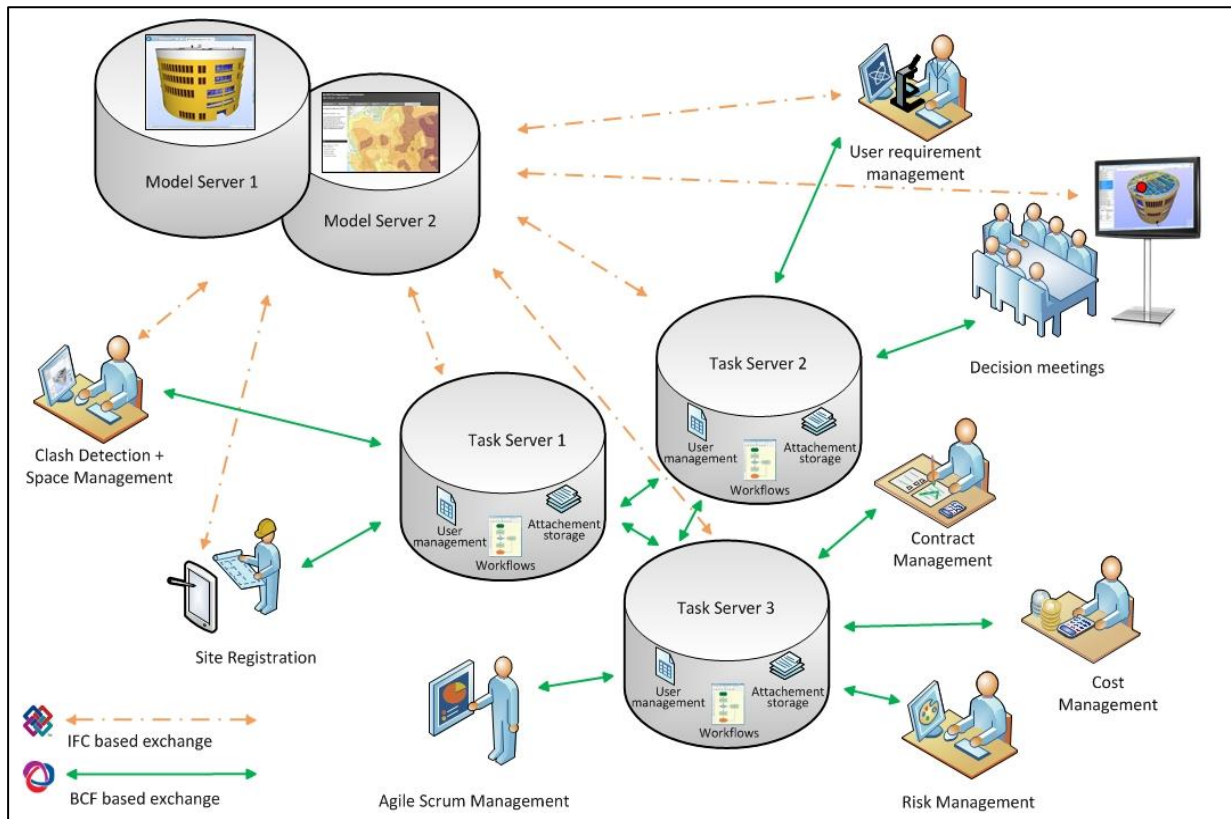 Model Server 1
Model Server 2
User requirement
management
Decision meetings
Task Server 2
User
management
Attachement
storage
Workflows
Clash Detection +
Space Management
Task Server 1
User
management
Attachement
storage
Workflows
Contract
Management
Site Registration
Task Server 3
User
management
Attachement
storage
Workflows
Cost
Management
Agile Scrum Management
Risk Management
IFC based exchange
BCF based exchange